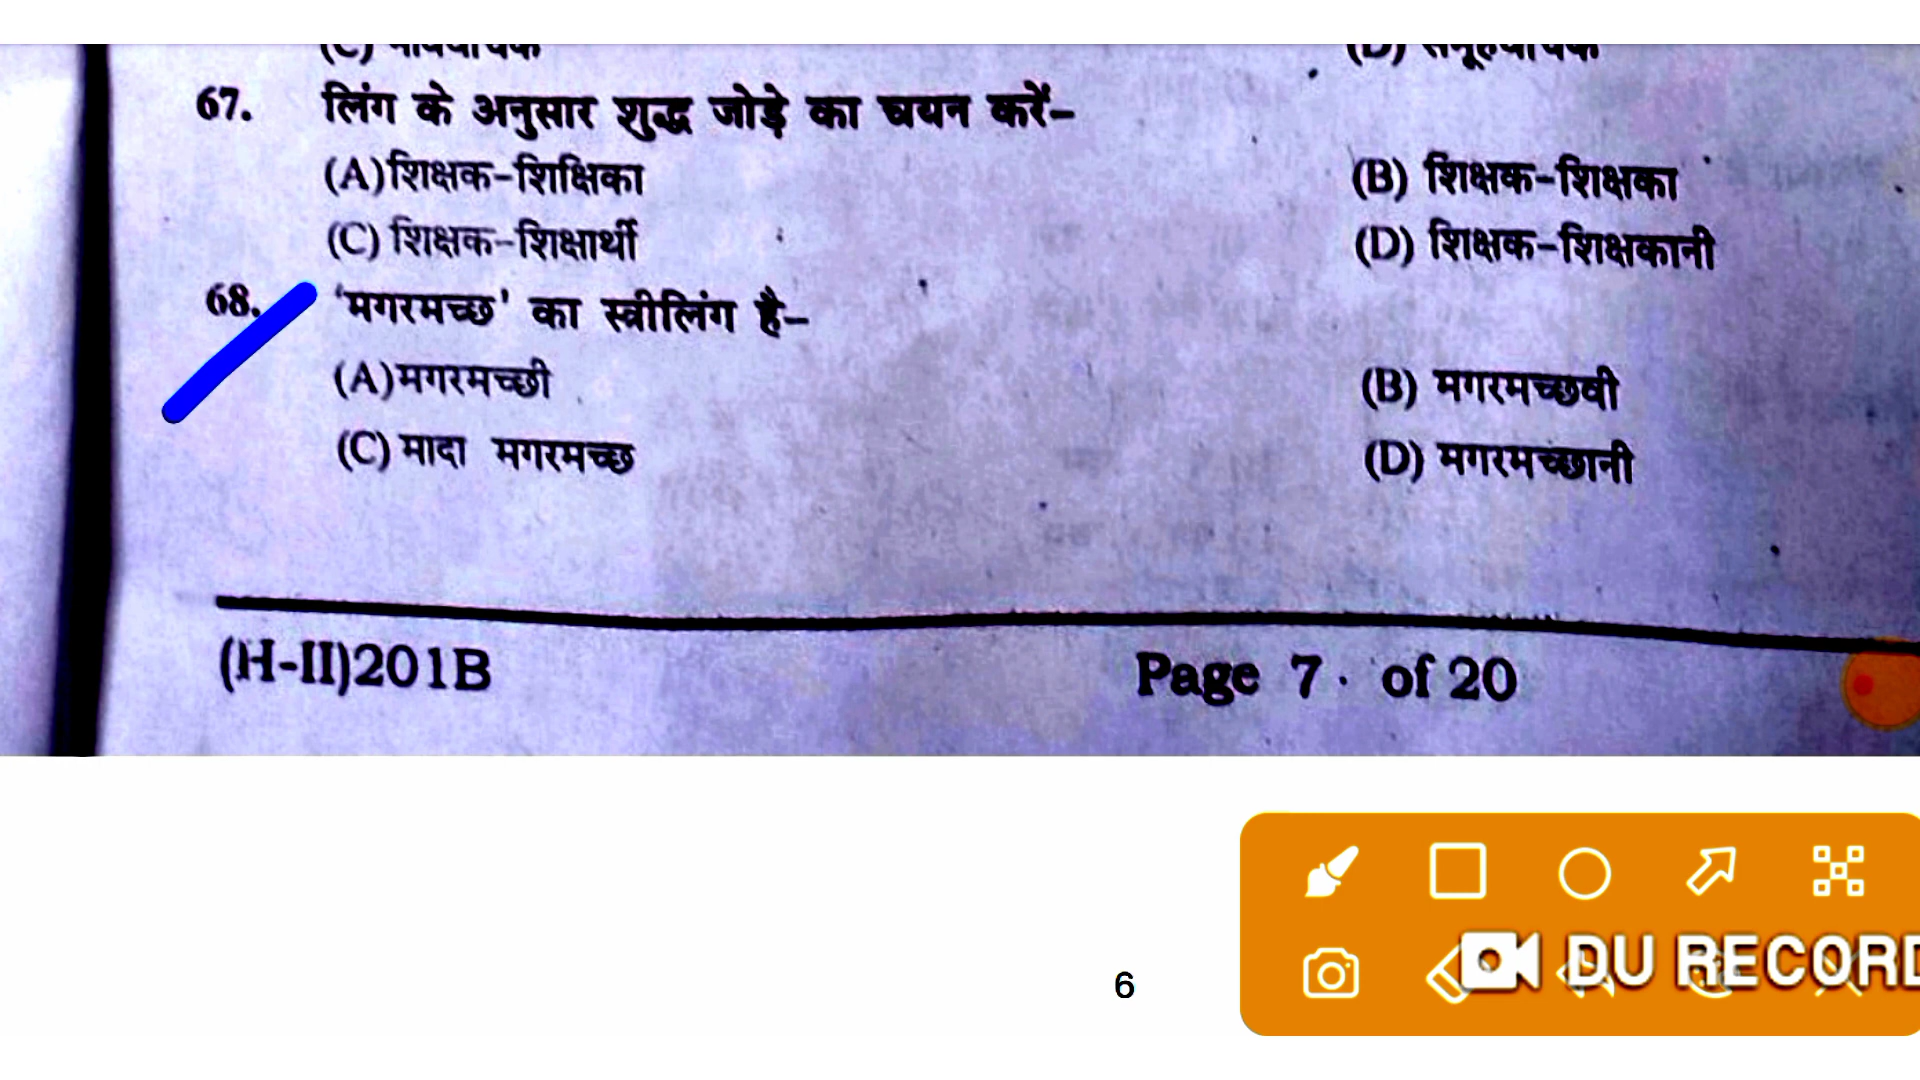 67. लिंग के अनुसार शुद्ध जोड़े का चयन करें-
(A)शिक्षक-शिक्षिका (B) शिक्षक-शिक्षका
(C) शिक्षक-शिक्षार्थी (D) शिक्षक-शिक्षकानी
68. 'मगरमच्छ' का स्त्रीलिंग है-
(A)मगरमच्छी (B) मगरमच्छवी
(C) मादा मगरमच्छ (D) मगरमच्छानी
(H-II)201B Page 7 of 20
DU RECORD
6